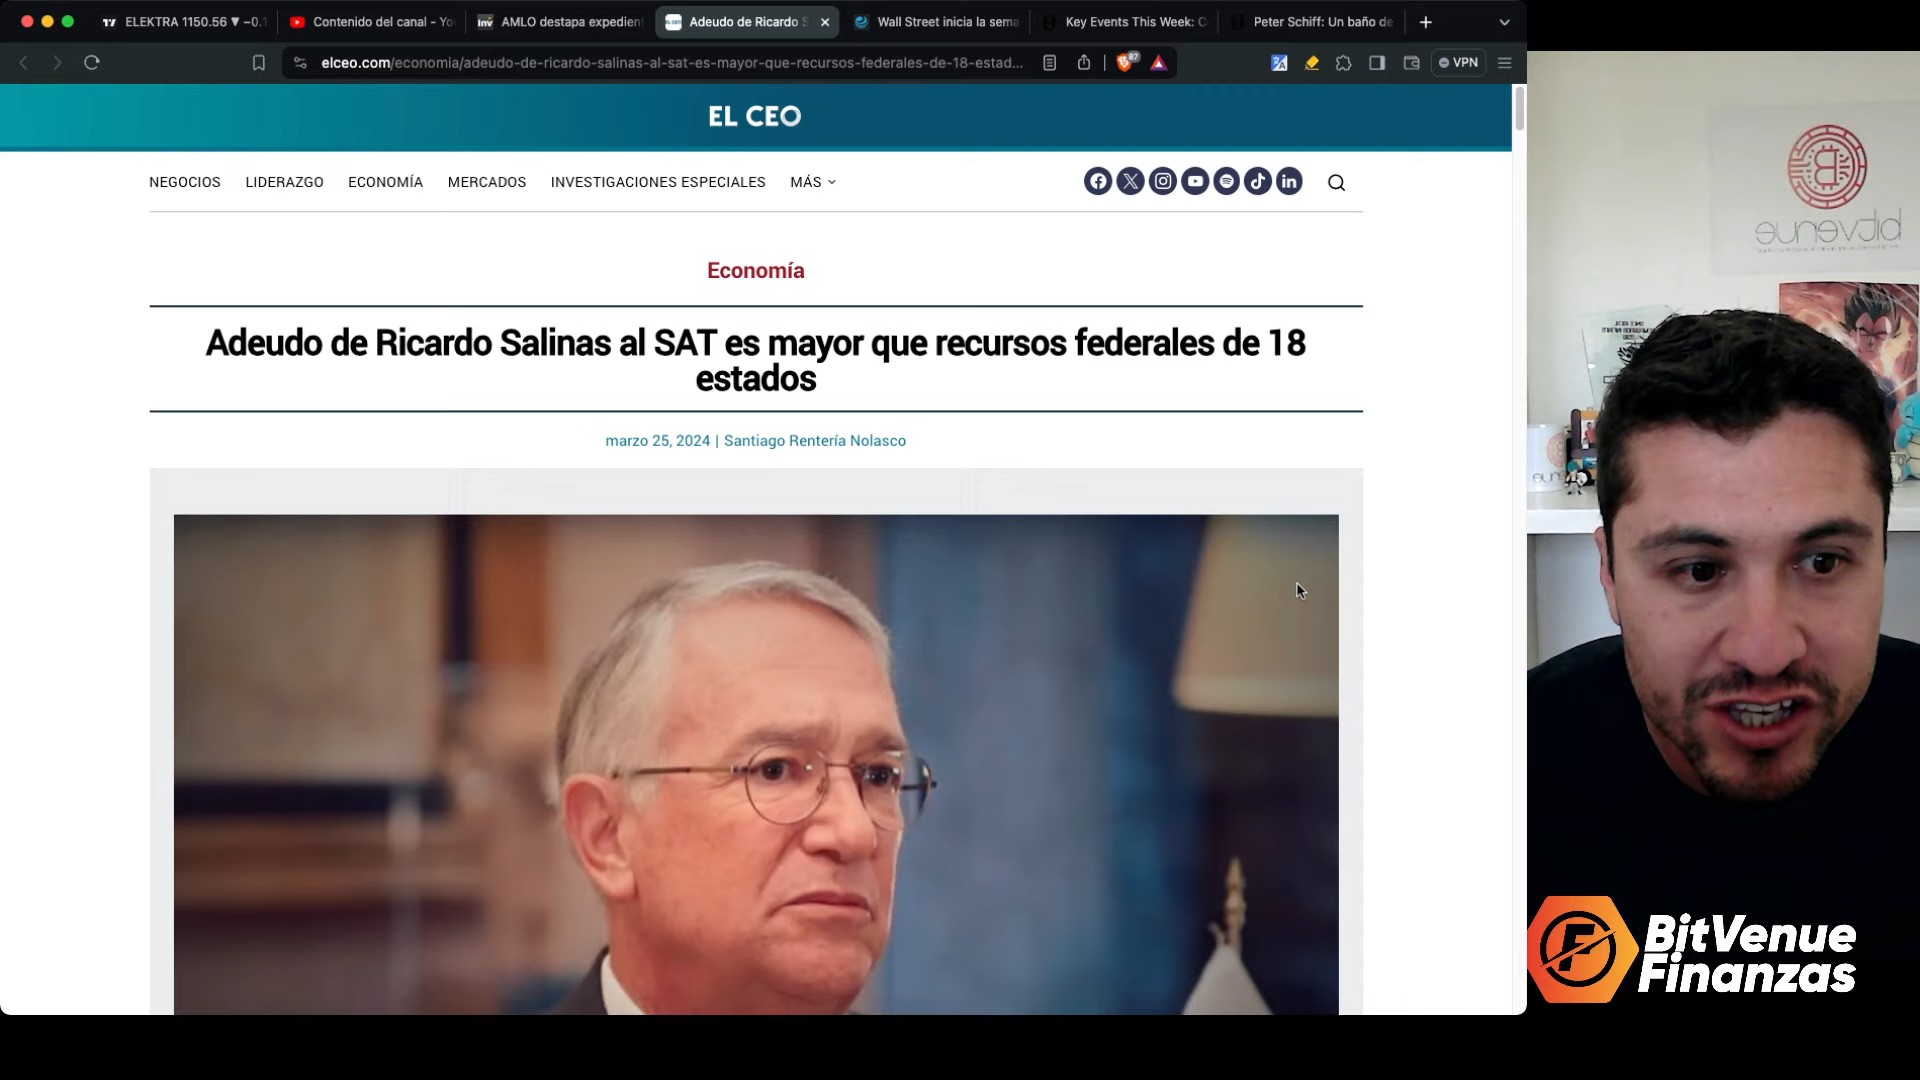 ELEKTRA 1150.56 ▼ −0.
Contenido del canal - Yo
AMLO destapa expedien
Adeudo de Ricardo S
Wall Street inicia la sema
Key Events This Week: C
Peter Schiff: Un baño de
elceo.com/economia/adeudo-de-ricardo-salinas-al-sat-es-mayor-que-recursos-federales-de-18-estad...
VPN
EL CEO
NEGOCIOS LIDERAZGO ECONOMÍA MERCADOS INVESTIGACIONES ESPECIALES MÁS
Economía
Adeudo de Ricardo Salinas al SAT es mayor que recursos federales de 18
estados
marzo 25, 2024 | Santiago Rentería Nolasco
bitvenue
BitVenue
Finanzas